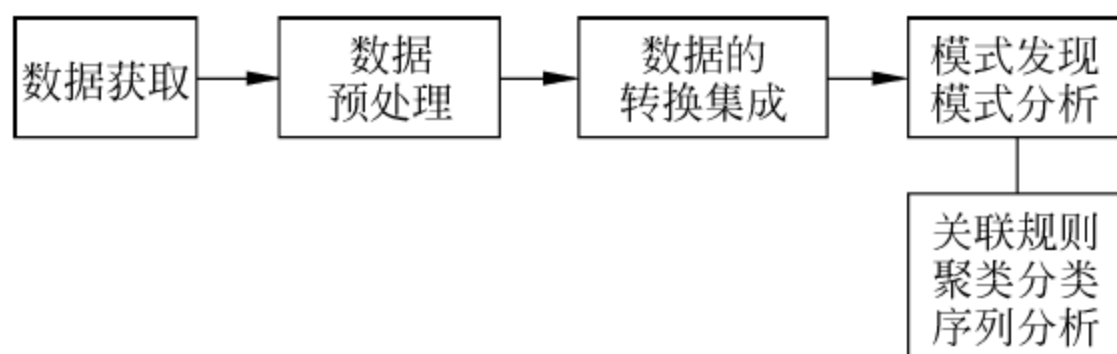 数据获取
数据
预处理
数据的
转换集成
模式发现
模式分析
关联规则
聚类分类
序列分析